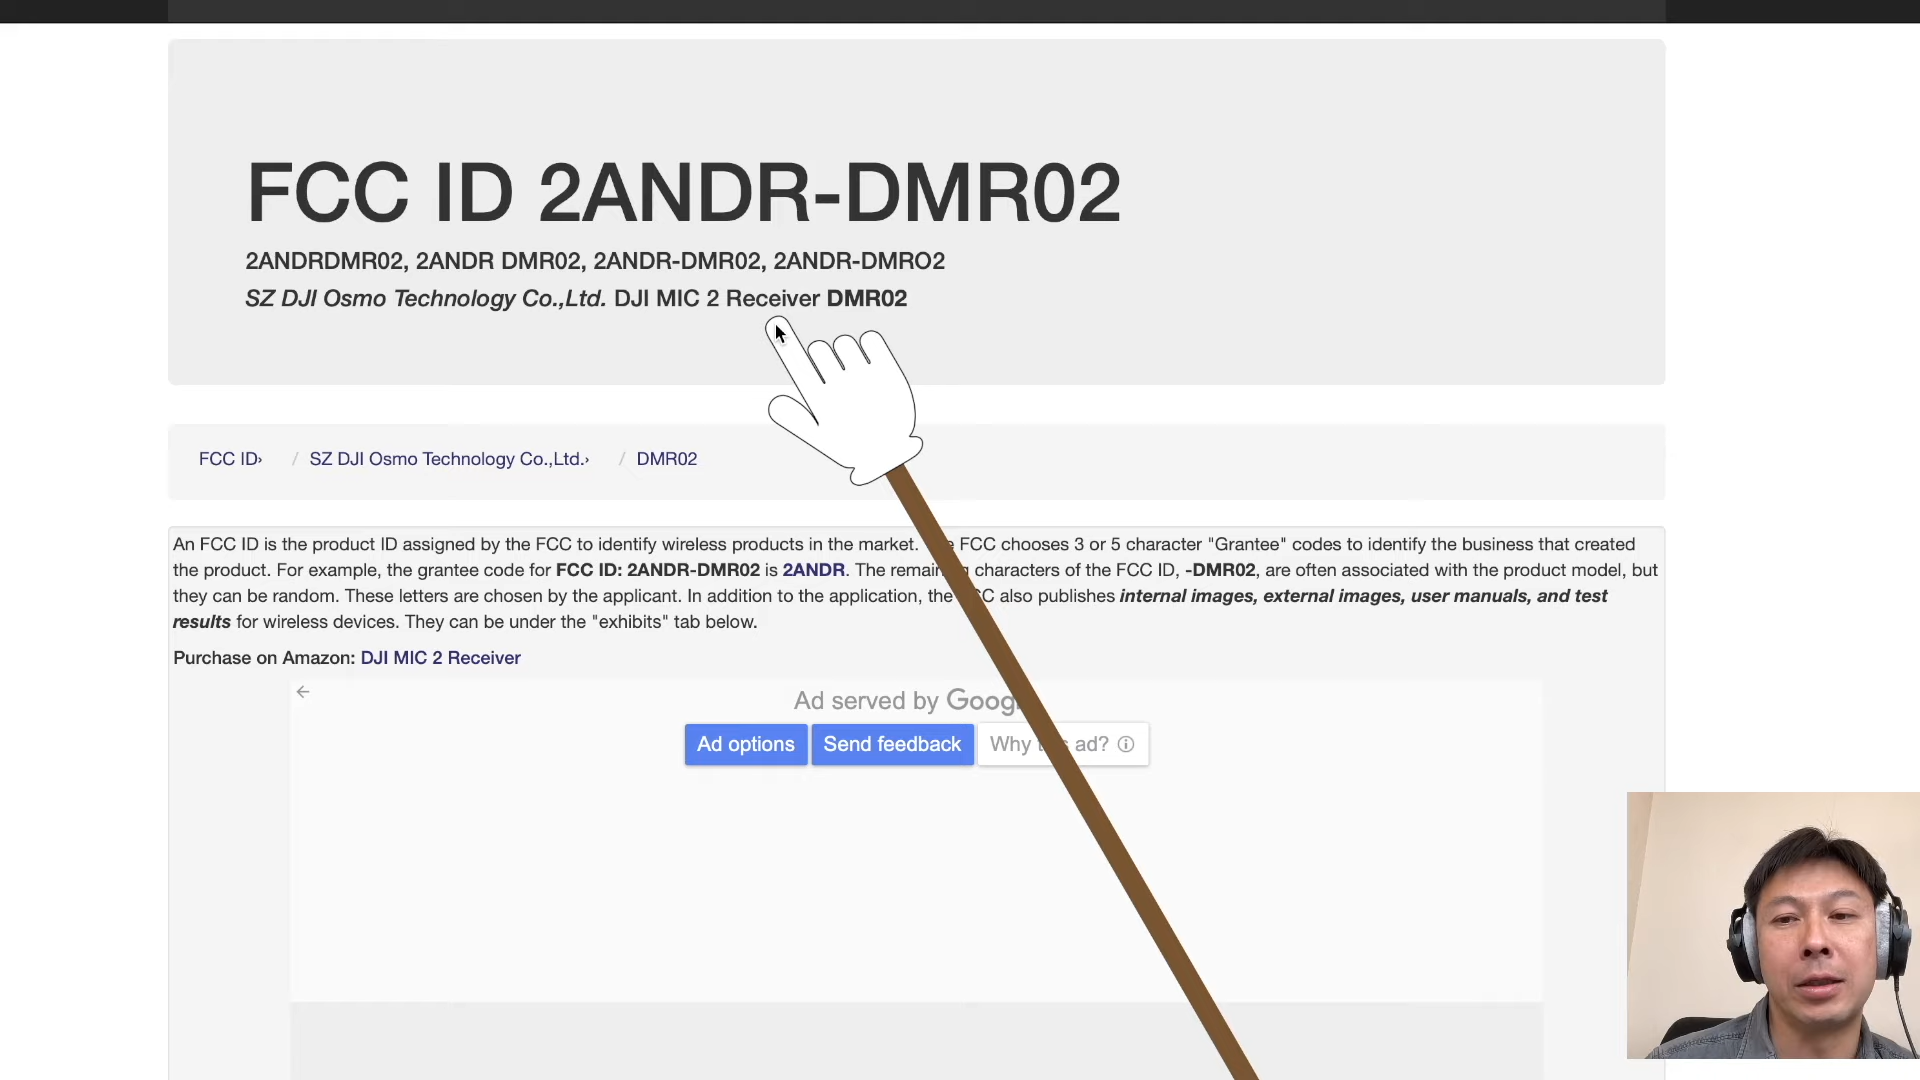 FCC ID 2ANDR-DMR02
2ANDRDMR02, 2ANDR DMR02, 2ANDR-DMR02, 2ANDR-DMRO2
SZ DJI Osmo Technology Co.,Ltd. DJI MIC 2 Receiver DMR02
FCC ID› / SZ DJI Osmo Technology Co.,Ltd.› / DMR02
An FCC ID is the product ID assigned by the FCC to identify wireless products in the market. FCC chooses 3 or 5 character "Grantee" codes to identify the business that created
the product. For example, the grantee code for FCC ID: 2ANDR-DMR02 is 2ANDR. The characters of the FCC ID, -DMR02, are often associated with the product model, but
they can be random. These letters are chosen by the applicant. In addition to the application, the also publishes internal images, external images, user manuals, and test
results for wireless devices. They can be under the "exhibits" tab below.
Purchase on Amazon: DJI MIC 2 Receiver
Ad served by
Ad options Send feedback Why ad?